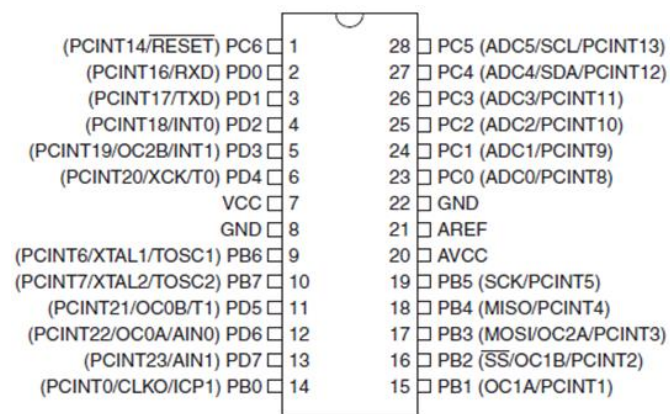 (PCINT14/RESET) PC6 1 28 PC5 (ADC5/SCL/PCINT13)
(PCINT16/RXD) PD0 2 27 PC4 (ADC4/SDA/PCINT12)
(PCINT17/TXD) PD1 3 26 PC3 (ADC3/PCINT11)
(PCINT18/INT0) PD2 4 25 PC2 (ADC2/PCINT10)
(PCINT19/OC2B/INT1) PD3 5 24 PC1 (ADC1/PCINT9)
(PCINT20/XCK/T0) PD4 6 23 PC0 (ADC0/PCINT8)
VCC 7 22 GND
GND 8 21 AREF
(PCINT6/XTAL1/TOSC1) PB6 9 20 AVCC
(PCINT7/XTAL2/TOSC2) PB7 10 19 PB5 (SCK/PCINT5)
(PCINT21/OC0B/T1) PD5 11 18 PB4 (MISO/PCINT4)
(PCINT22/OC0A/AIN0) PD6 12 17 PB3 (MOSI/OC2A/PCINT3)
(PCINT23/AIN1) PD7 13 16 PB2 (SS/OC1B/PCINT2)
(PCINT0/CLKO/ICP1) PB0 14 15 PB1 (OC1A/PCINT1)